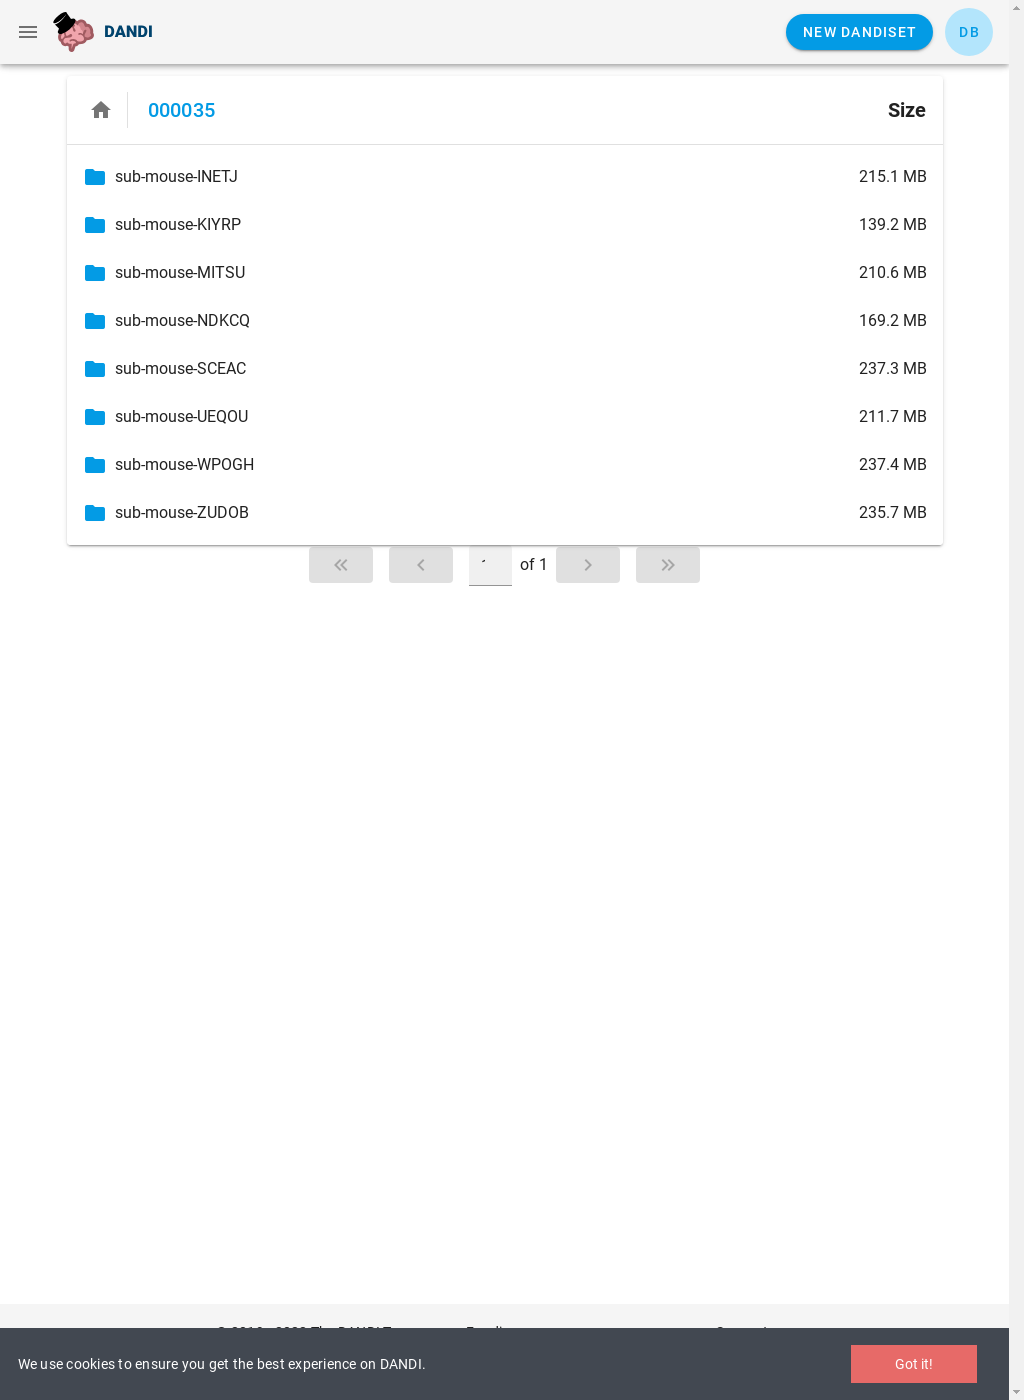 DANDI
NEW DANDISET
DB
000035
Size
sub-mouse-INETJ 215.1 MB
sub-mouse-KIYRP 139.2 MB
sub-mouse-MITSU 210.6 MB
sub-mouse-NDKCQ 169.2 MB
sub-mouse-SCEAC 237.3 MB
sub-mouse-UEQOU 211.7 MB
sub-mouse-WPOGH 237.4 MB
sub-mouse-ZUDOB 235.7 MB
of 1
We use cookies to ensure you get the best experience on DANDI.
Got it!